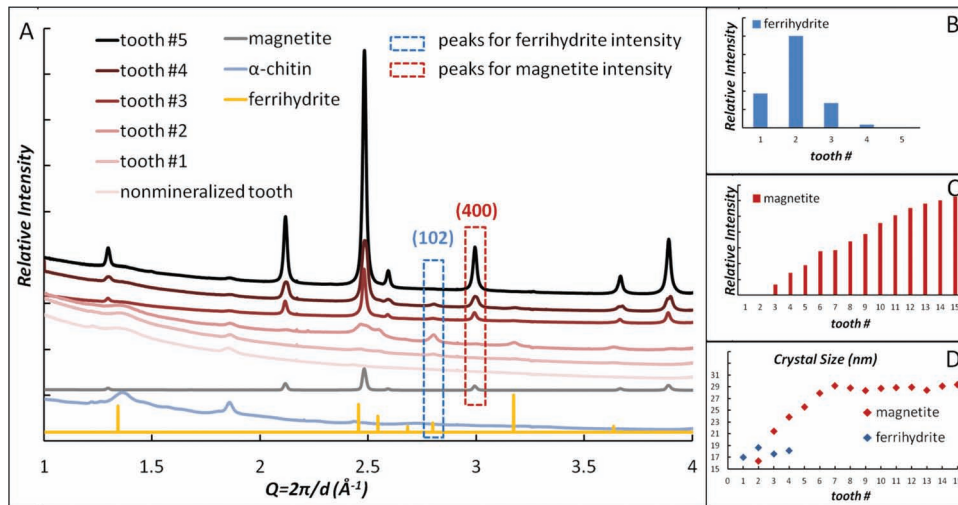 A
tooth #5
tooth #4
tooth #3
tooth #2
tooth #1
nonmineralized tooth
magnetite
α-chitin
ferrihydrite
peaks for ferrihydrite intensity
peaks for magnetite intensity
(102)
(400)
Relative Intensity
1 1.5 2 2.5 3 3.5 4
Q=2π/d (Å-1)
B
ferrihydrite
Relative Intensity
1 2 3 4 5
tooth #
C
magnetite
Relative Intensity
1 2 3 4 5 6 7 8 9 10 11 12 13 14 15
tooth #
D
Crystal Size (nm)
31
29
27
25
23
21
19
17
15
magnetite
ferrihydrite
0 1 2 3 4 5 6 7 8 9 10 11 12 13 14 15
tooth #